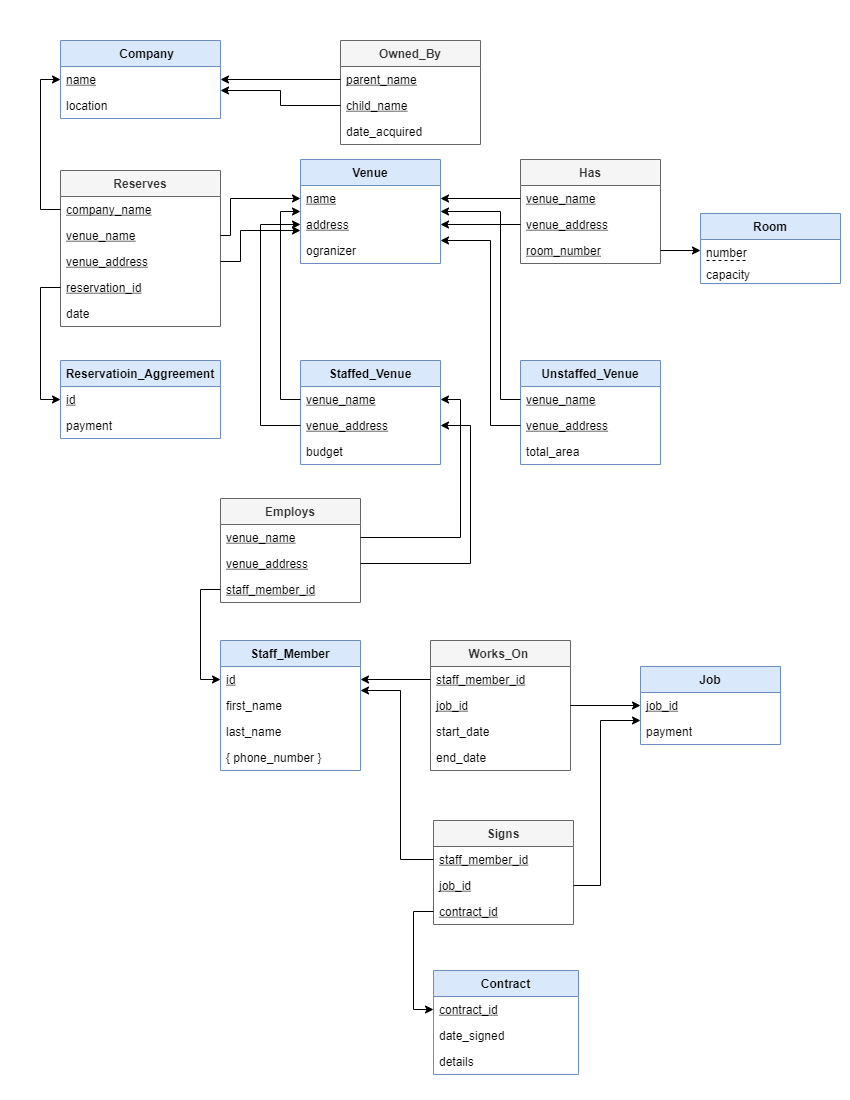 Company
name
location
Owned_By
parent_name
child_name
date_acquired
Reserves
company_name
venue_name
venue_address
reservation_id
date
Venue
name
address
ogranizer
Has
venue_name
venue_address
room_number
Room
number
capacity
Reservatioin_Aggreement
id
payment
Staffed_Venue
venue_name
venue_address
budget
Unstaffed_Venue
venue_name
venue_address
total_area
Employs
venue_name
venue_address
staff_member_id
Staff_Member
id
first_name
last_name
{ phone_number }
Works_On
staff_member_id
job_id
start_date
end_date
Job
job_id
payment
Signs
staff_member_id
job_id
contract_id
Contract
contract_id
date_signed
details